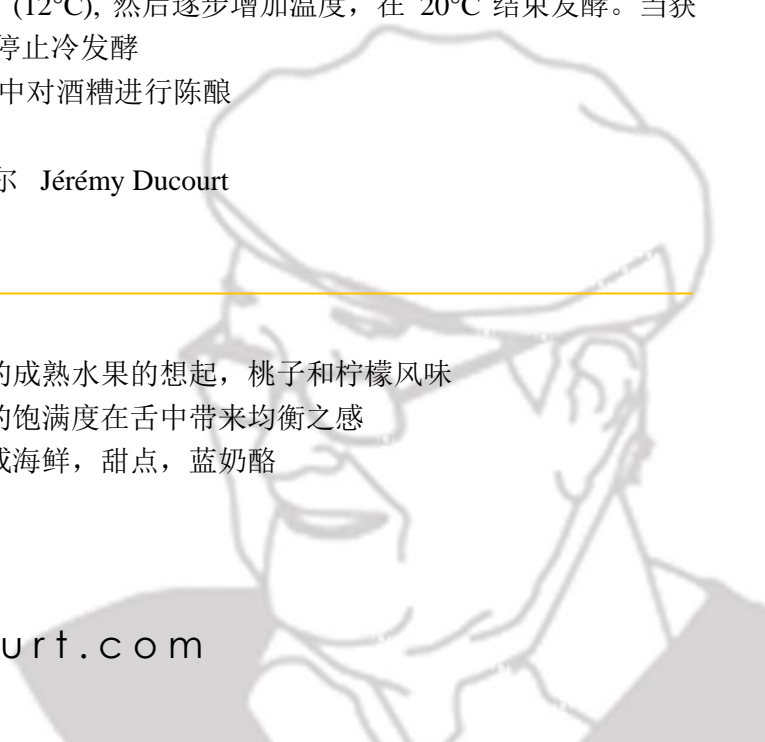 (12°C), 然后逐步增加温度，在 20°C 结束发酵。当获
停止冷发酵
中对酒糟进行陈酿
尔 Jérémy Ducourt
的成熟水果的想起，桃子和柠檬风味
的饱满度在舌中带来均衡之感
或海鲜，甜点，蓝奶酪
urt.com